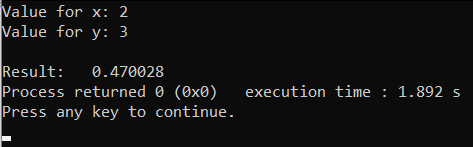 Value for x: 2
Value for y: 3
Result:   0.470028
Process returned 0 (0x0)   execution time : 1.892 s
Press any key to continue.